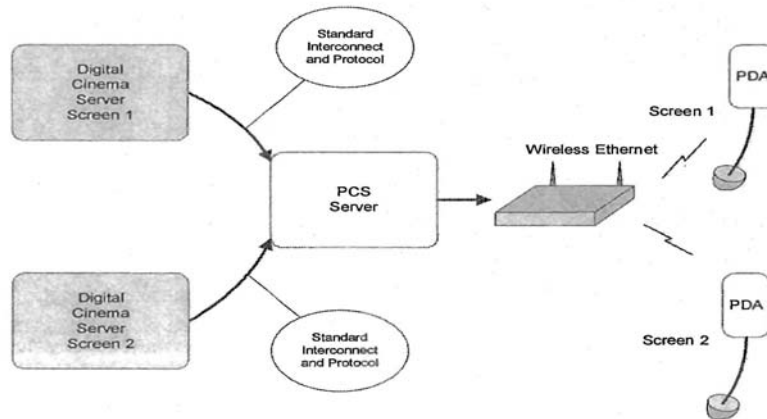 Digital
Cinema
Server
Screen 1
Standard
Interconnect
and Protocol
PCS
Server
Wireless Ethernet
Screen 1
PDA
Digital
Cinema
Server
Screen 2
Standard
Interconnect
and Protocol
Screen 2
PDA